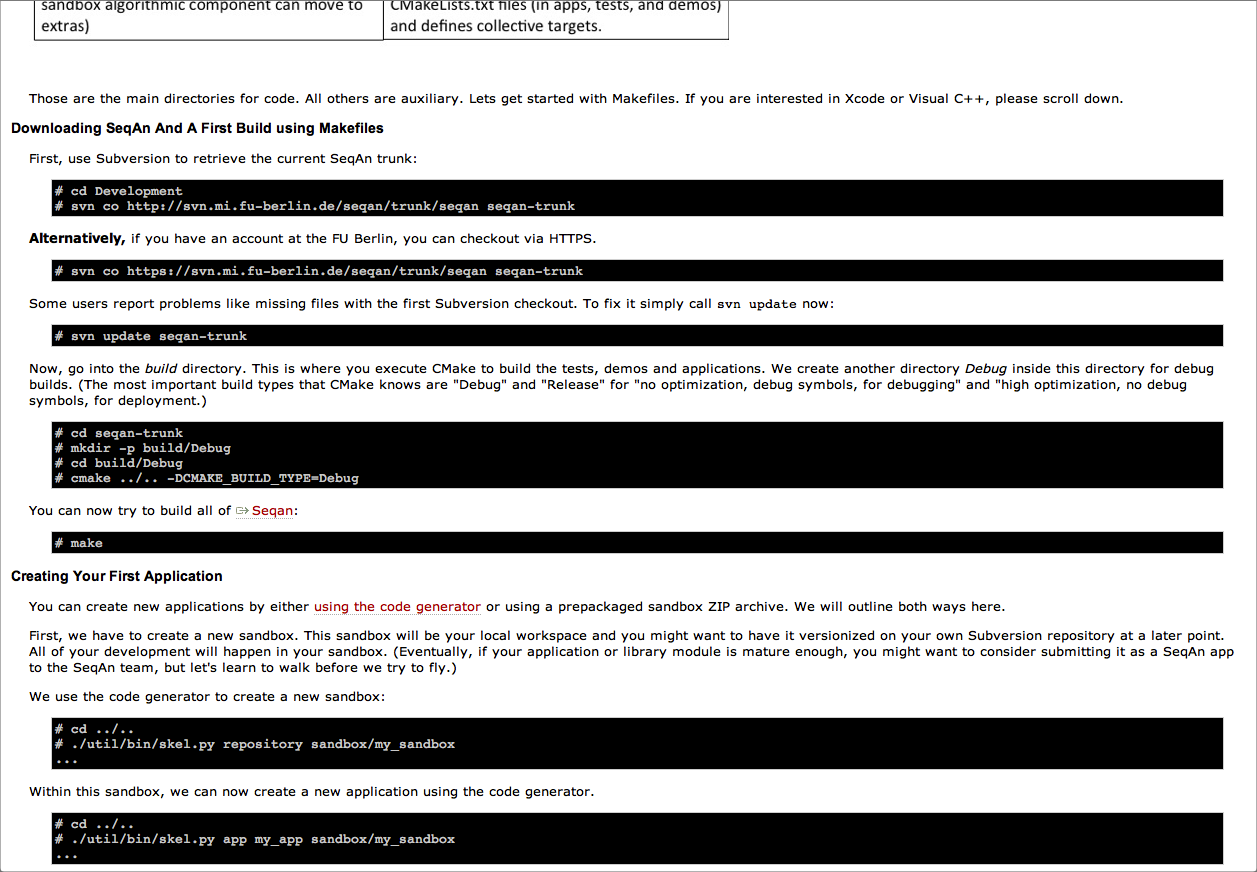 sandbox algorithmic component can move to
extras)
CMakeLists.txt files (in apps, tests, and demos)
and defines collective targets.
Those are the main directories for code. All others are auxiliary. Lets get started with Makefiles. If you are interested in Xcode or Visual C++, please scroll down.
Downloading SeqAn And A First Build using Makefiles
First, use Subversion to retrieve the current SeqAn trunk:
# cd Development
# svn co http://svn.mi.fu-berlin.de/seqan/trunk/seqan seqan-trunk
Alternatively, if you have an account at the FU Berlin, you can checkout via HTTPS.
# svn co https://svn.mi.fu-berlin.de/seqan/trunk/seqan seqan-trunk
Some users report problems like missing files with the first Subversion checkout. To fix it simply call svn update now:
# svn update seqan-trunk
Now, go into the build directory. This is where you execute CMake to build the tests, demos and applications. We create another directory Debug inside this directory for debug
builds. (The most important build types that CMake knows are "Debug" and "Release" for "no optimization, debug symbols, for debugging" and "high optimization, no debug
symbols, for deployment.)
# cd seqan-trunk
# mkdir -p build/Debug
# cd build/Debug
# cmake ../.. -DCMAKE_BUILD_TYPE=Debug
You can now try to build all of Seqan:
# make
Creating Your First Application
You can create new applications by either using the code generator or using a prepackaged sandbox ZIP archive. We will outline both ways here.
First, we have to create a new sandbox. This sandbox will be your local workspace and you might want to have it versionized on your own Subversion repository at a later point.
All of your development will happen in your sandbox. (Eventually, if your application or library module is mature enough, you might want to consider submitting it as a SeqAn app
to the SeqAn team, but let's learn to walk before we try to fly.)
We use the code generator to create a new sandbox:
# cd ../..
# ./util/bin/skel.py repository sandbox/my_sandbox
...
Within this sandbox, we can now create a new application using the code generator.
# cd ../..
# ./util/bin/skel.py app my_app sandbox/my_sandbox
...